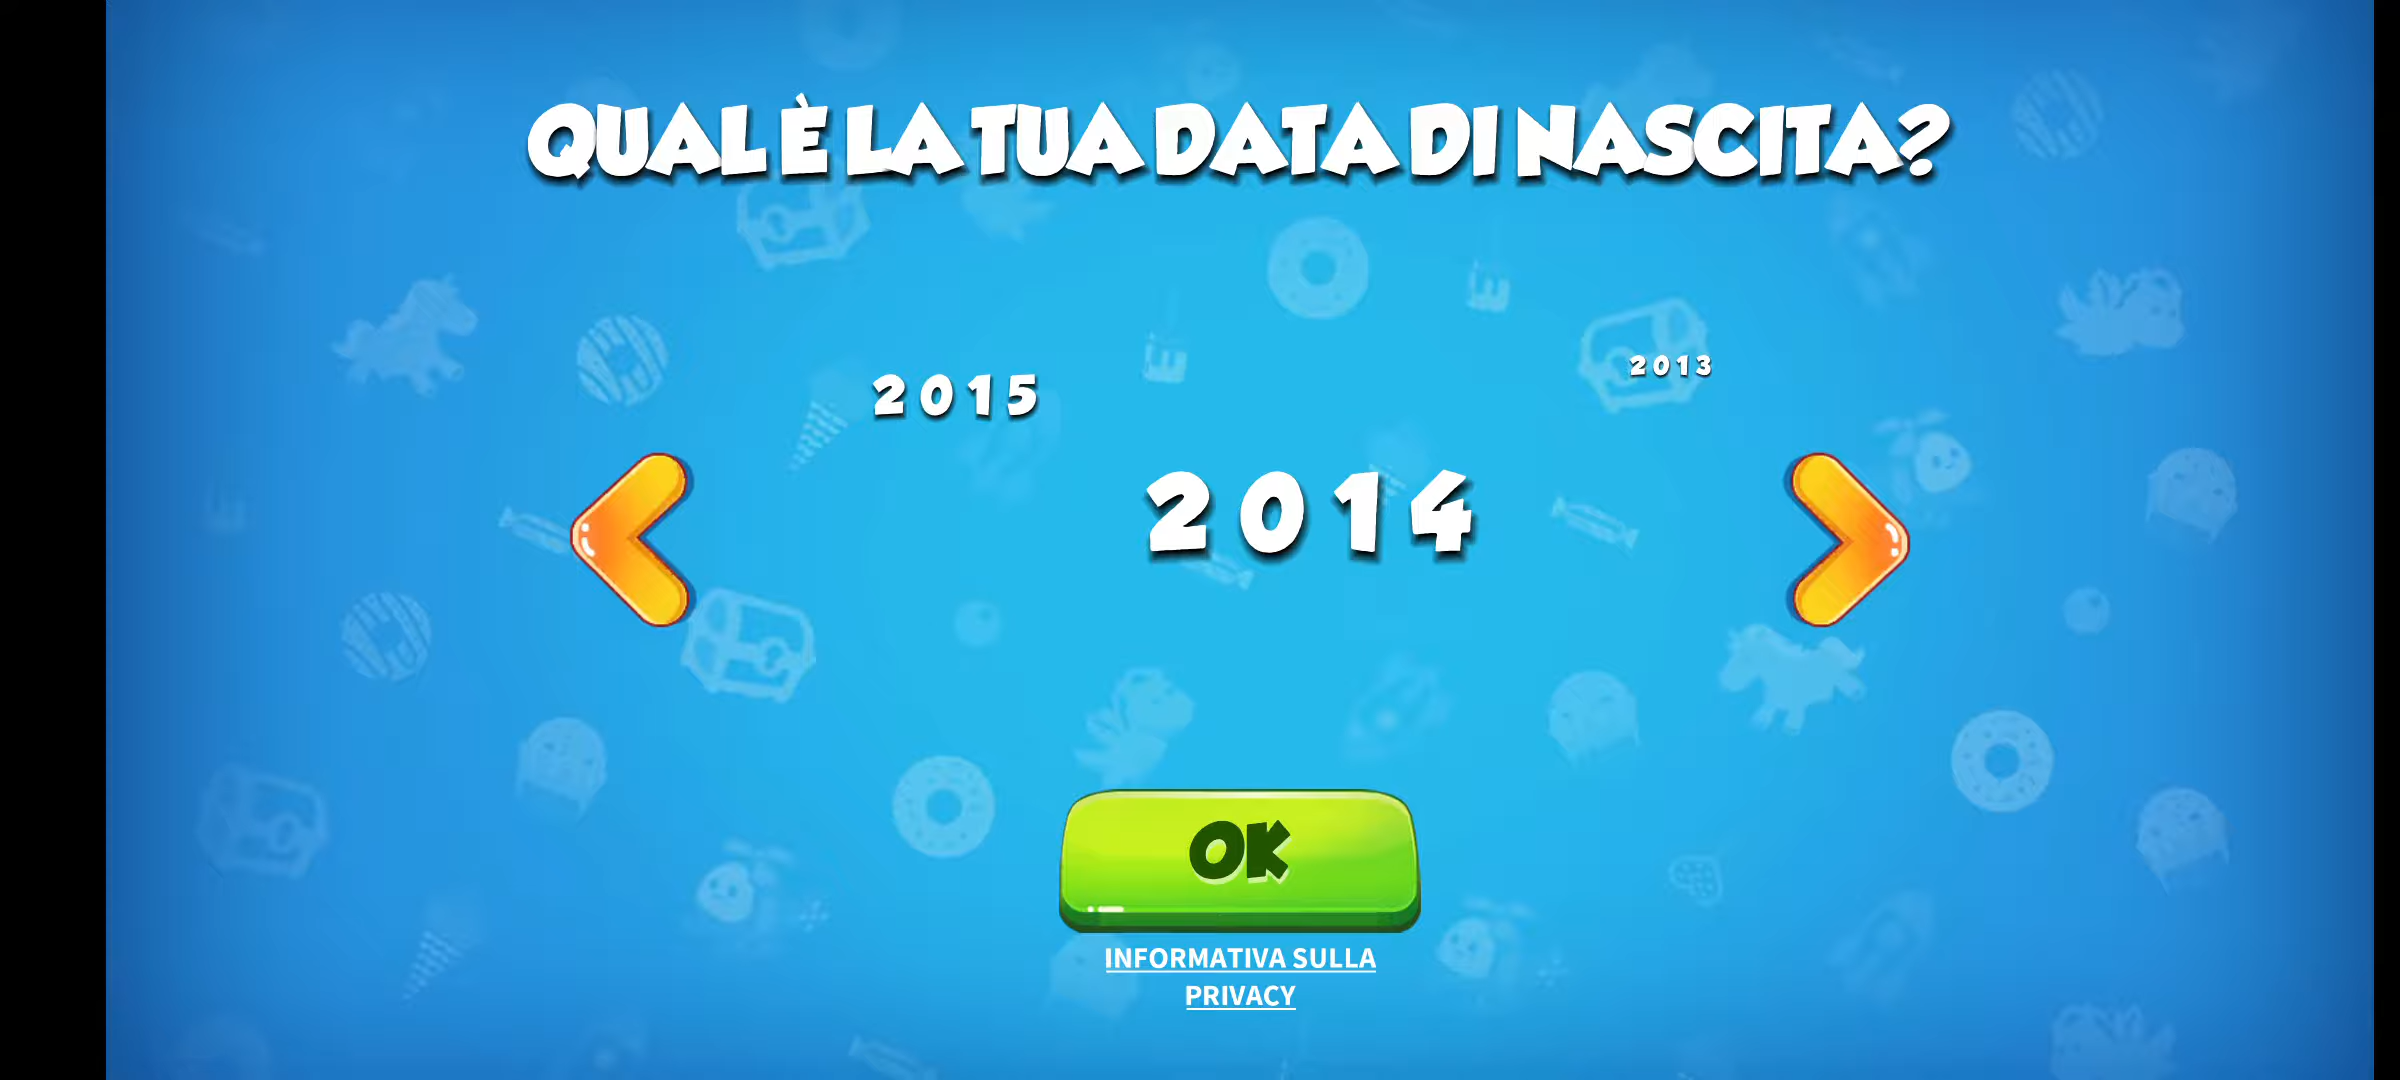 QUAL È LA TUA DATA DI NASCITA?
2015
2014
2013
OK
INFORMATIVA SULLA
PRIVACY